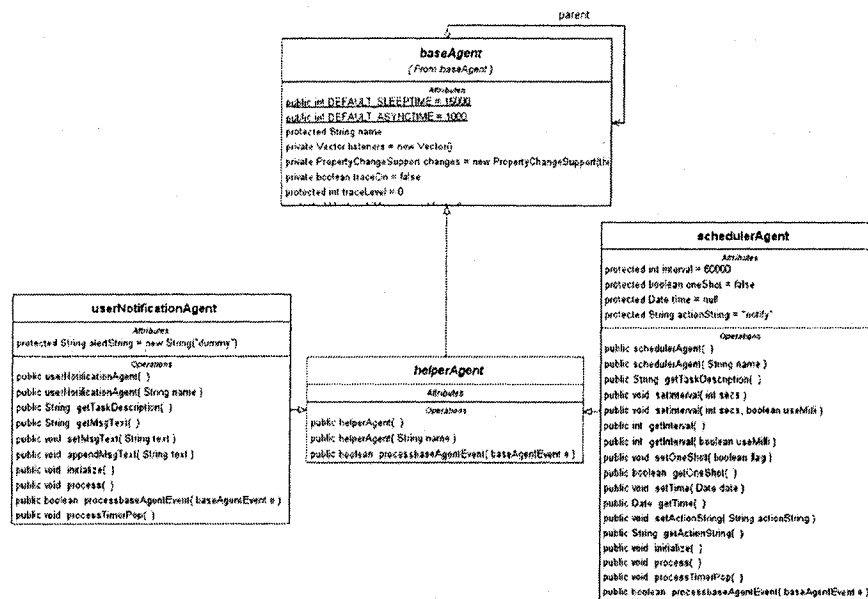 parent
baseAgent
{ From baseAgent }
Attributes
public int DEFAULT_SLEEPTIME = 15000
public int DEFAULT_ASYNCTIME = 1000
protected String name
private Vector listeners = new Vector()
private PropertyChangeSupport changes = new PropertyChangeSupport(thi
private boolean traceOn = false
protected int traceLevel = 0
userNotificationAgent
Attributes
protected String alertString = new String("dummy")
Operations
public userNotificationAgent( )
public userNotificationAgent( String name )
public String getTaskDescription( )
public String getMsgText( )
public void setMsgText( String text )
public void appendMsgText( String text )
public void initialize( )
public void process( )
public boolean processbaseAgentEvent( baseAgentEvent e )
public void processTimerPop( )
helperAgent
Attributes
Operations
public helperAgent( )
public helperAgent( String name )
public boolean processbaseAgentEvent( baseAgentEvent e )
schedulerAgent
Attributes
protected int interval = 60000
protected boolean oneShot = false
protected Date time = null
protected String actionString = "notify"
Operations
public schedulerAgent( )
public schedulerAgent( String name )
public String getTaskDescription( )
public void setInterval( int secs )
public void setInterval( int secs, boolean useMilli )
public int getInterval( )
public int getInterval( boolean useMilli )
public void setOneShot( boolean flag )
public boolean getOneShot( )
public void setTime( Date date )
public Date getTime( )
public void setActionString( String actionString )
public String getActionString( )
public void initialize( )
public void process( )
public void processTimerPop( )
public boolean processbaseAgentEvent( baseAgentEvent e )